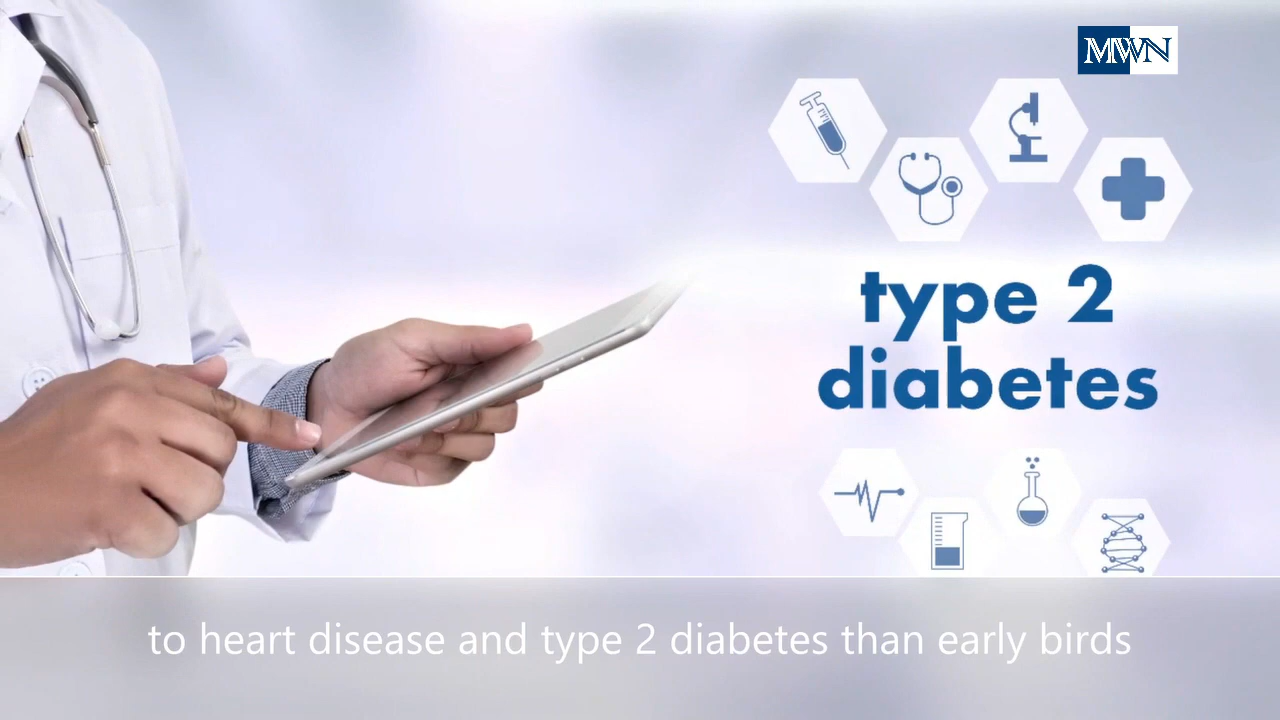 MWN
type 2
diabetes
to heart disease and type 2 diabetes than early birds